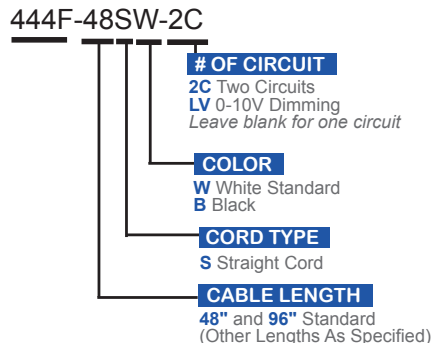 444F-48SW-2C
# OF CIRCUIT
2C Two Circuits
LV 0-10V Dimming
Leave blank for one circuit
COLOR
W White Standard
B Black
CORD TYPE
S Straight Cord
CABLE LENGTH
48" and 96" Standard
(Other Lengths As Specified)